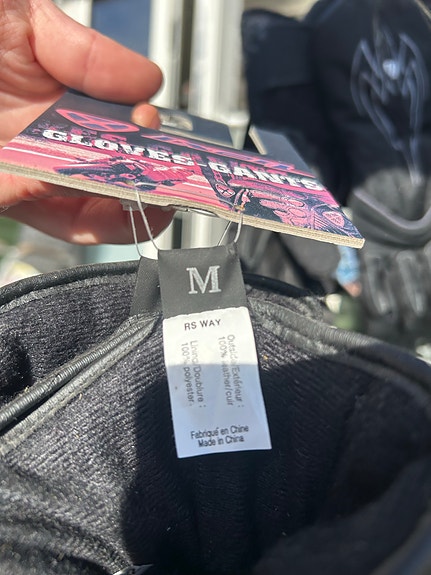 GLOVES-GANTS
M
RS WAY
Outside/Extérieur :
100% leather/cuir
Lining/Doublure :
100% polyester
Fabriqué en Chine
Made in China